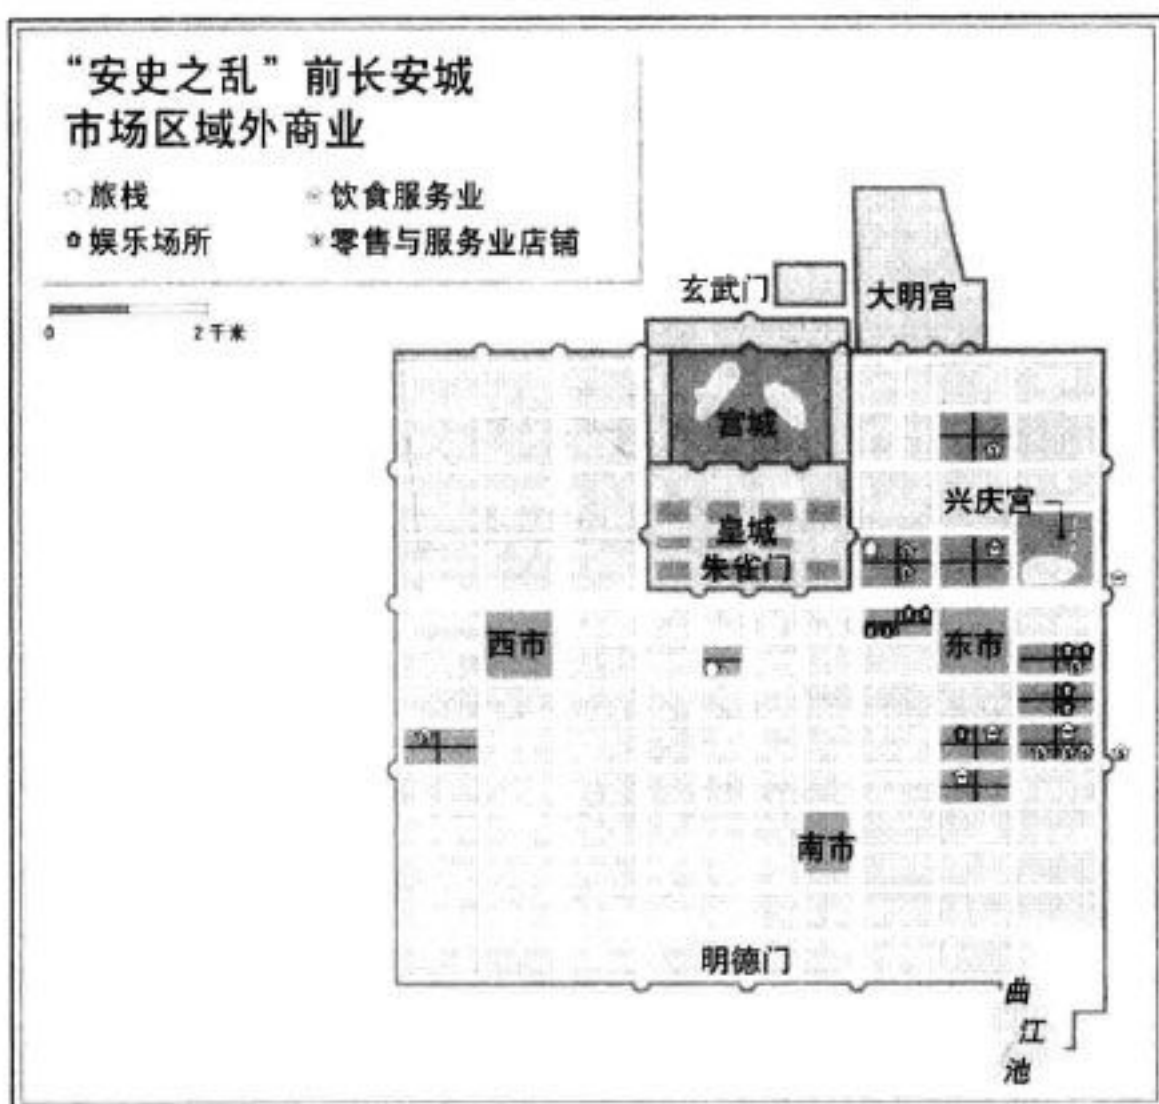 “安史之乱”前长安城
市场区域外商业
旅栈
饮食服务业
娱乐场所
零售与服务业店铺
0
2千米
玄武门
大明宫
宫城
兴庆宫
皇城
朱雀门
西市
东市
南市
明德门
曲
江
池